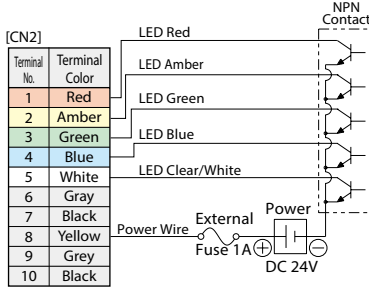 NPN
Contact
[CN2]
LED Red
Terminal No. Terminal Color
LED Amber
1 Red
2 Amber
LED Green
3 Green
LED Blue
4 Blue
LED Clear/White
5 White
6 Gray
7 Black
8 Yellow
Power Wire
External
Fuse 1A
Power
+
−
DC 24V
9 Grey
10 Black